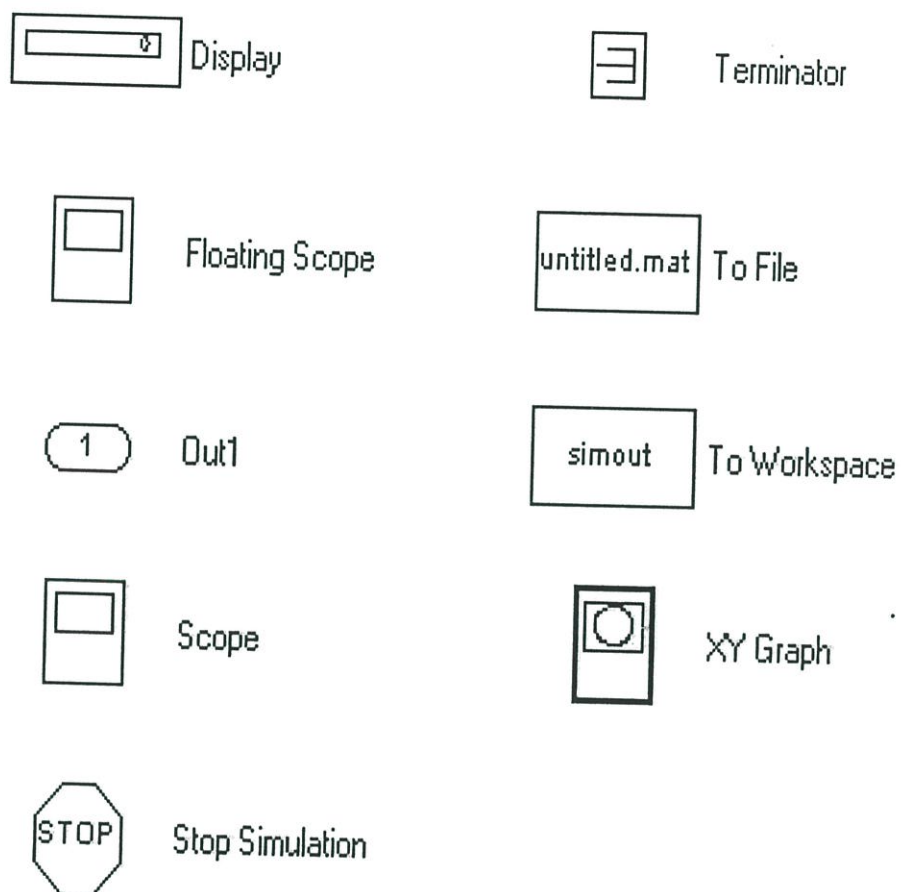 0 Display
Terminator
Floating Scope
untitled.mat To File
1 Out1
simout To Workspace
Scope
XY Graph
STOP Stop Simulation